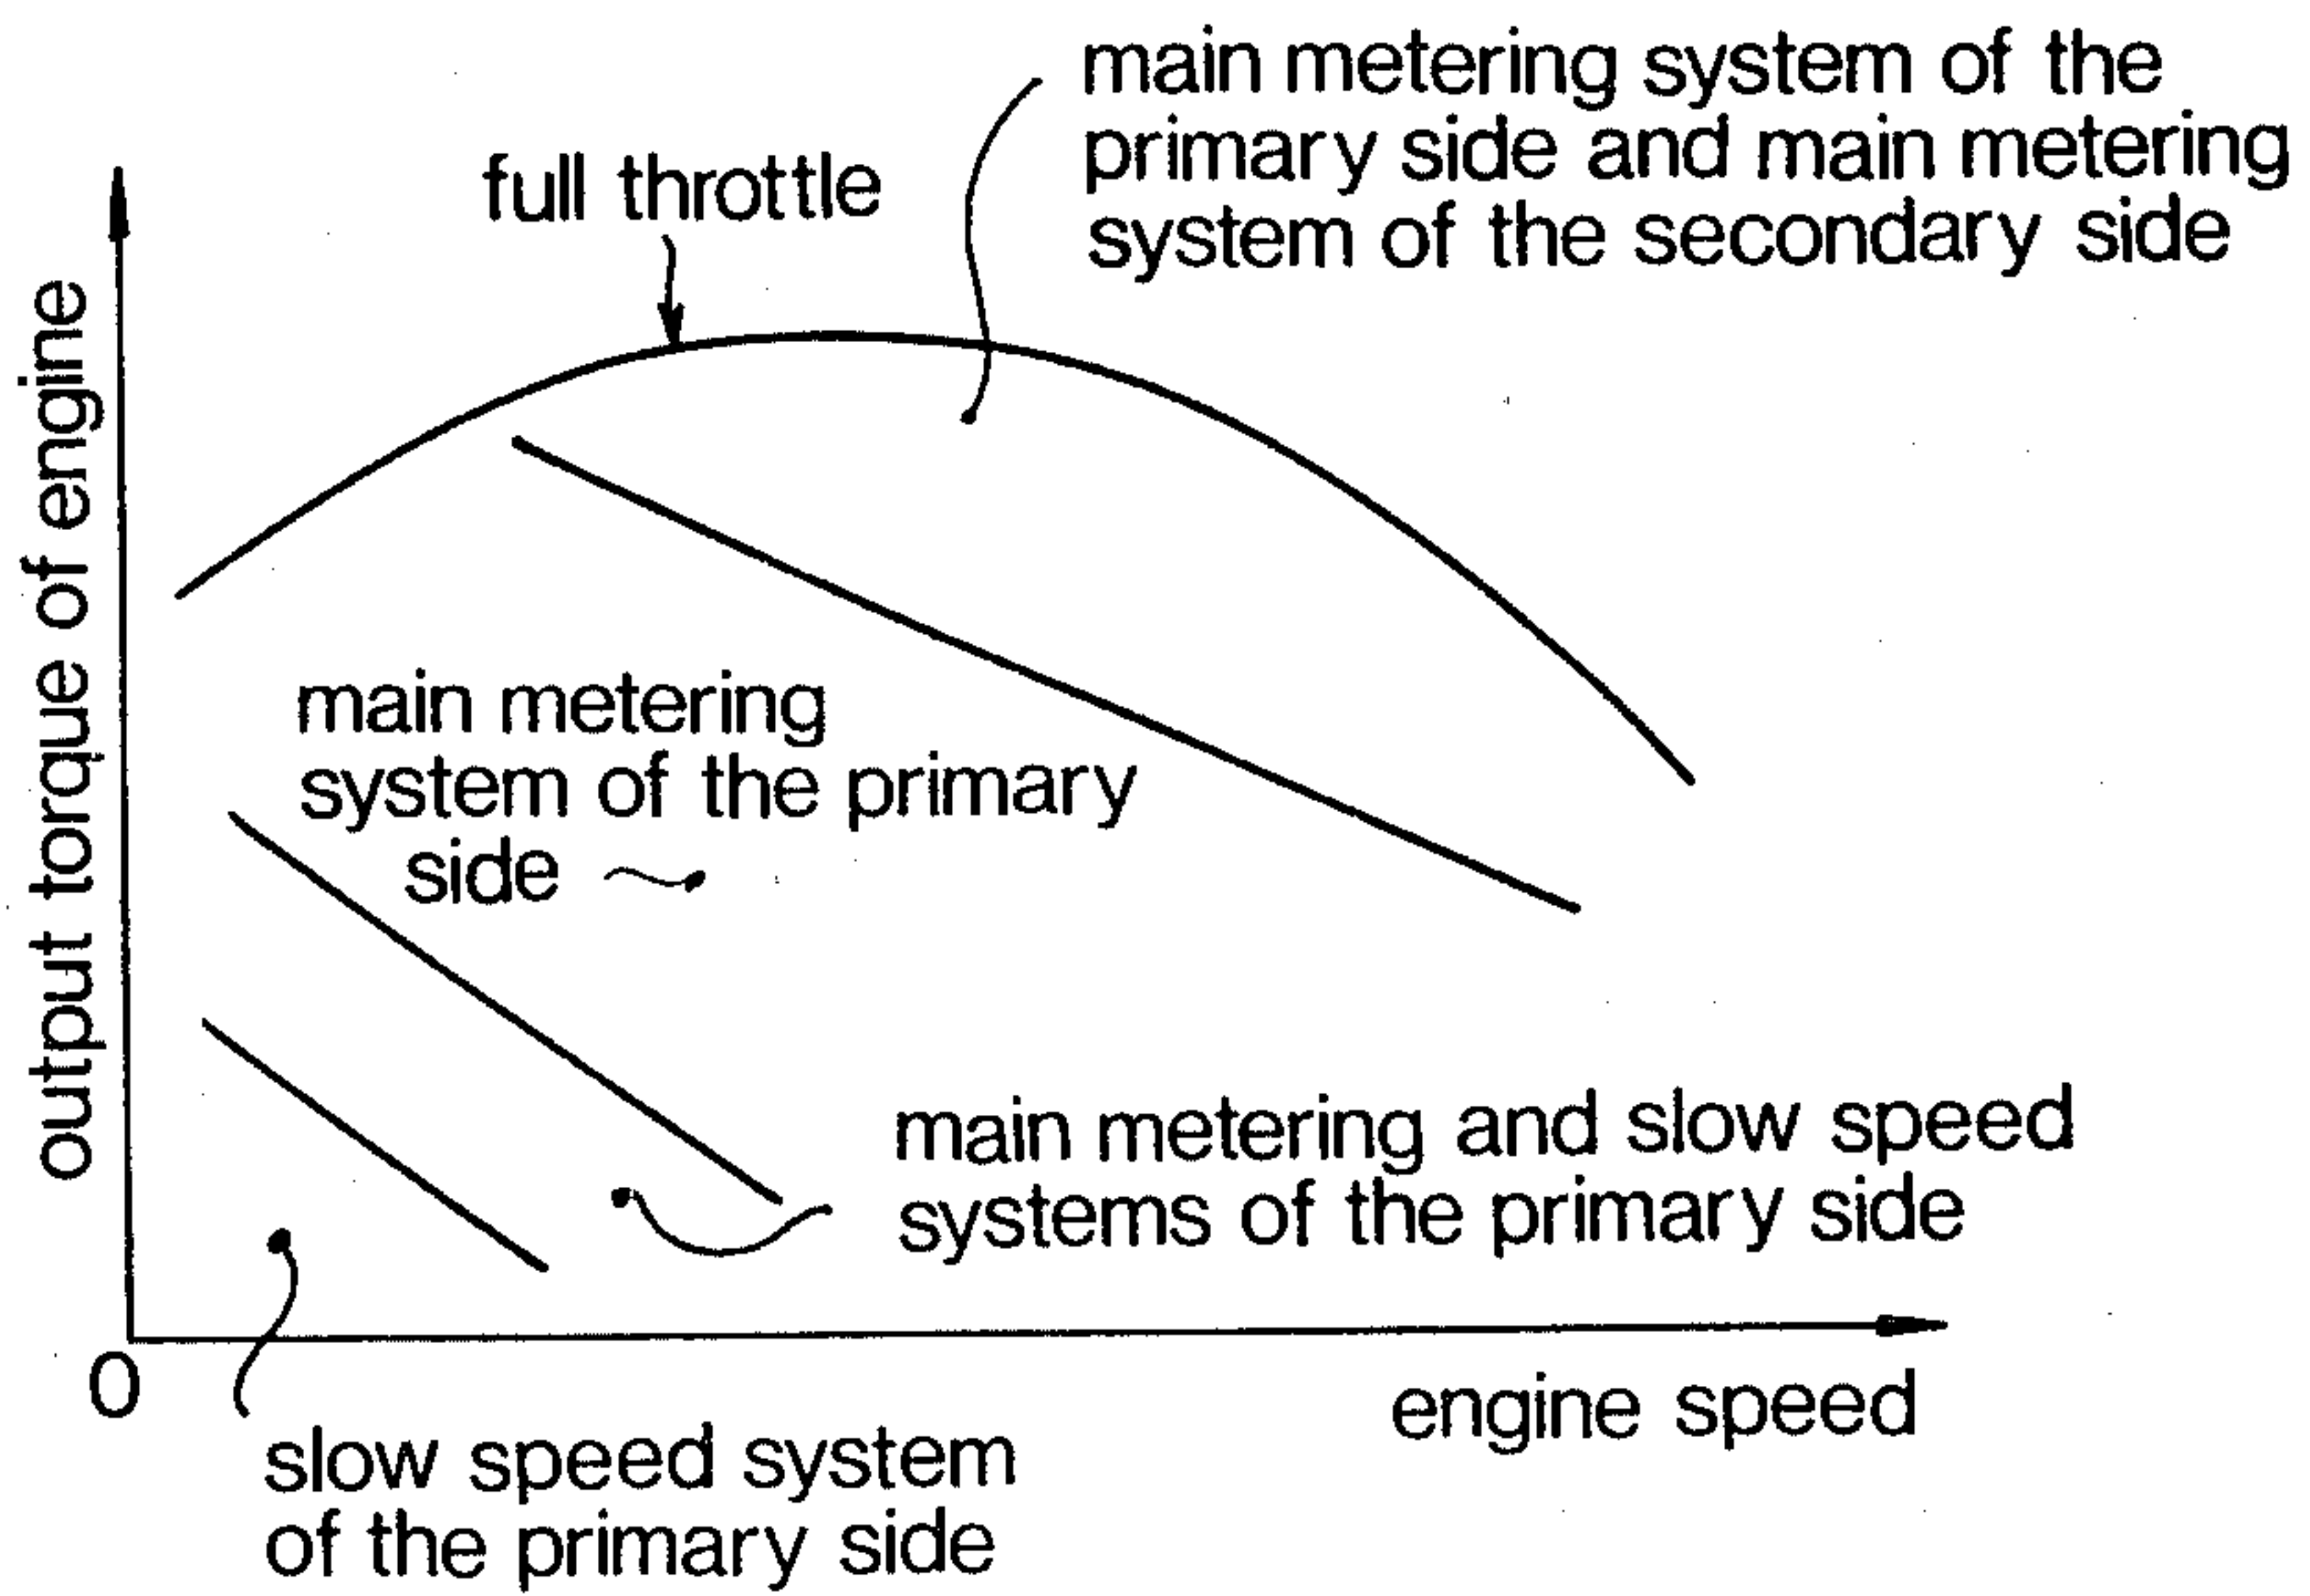 main metering system of the
primary side and main metering
system of the secondary side
full throttle
output torque of engine
main metering
system of the primary
side
main metering and slow speed
systems of the primary side
0
engine speed
slow speed system
of the primary side